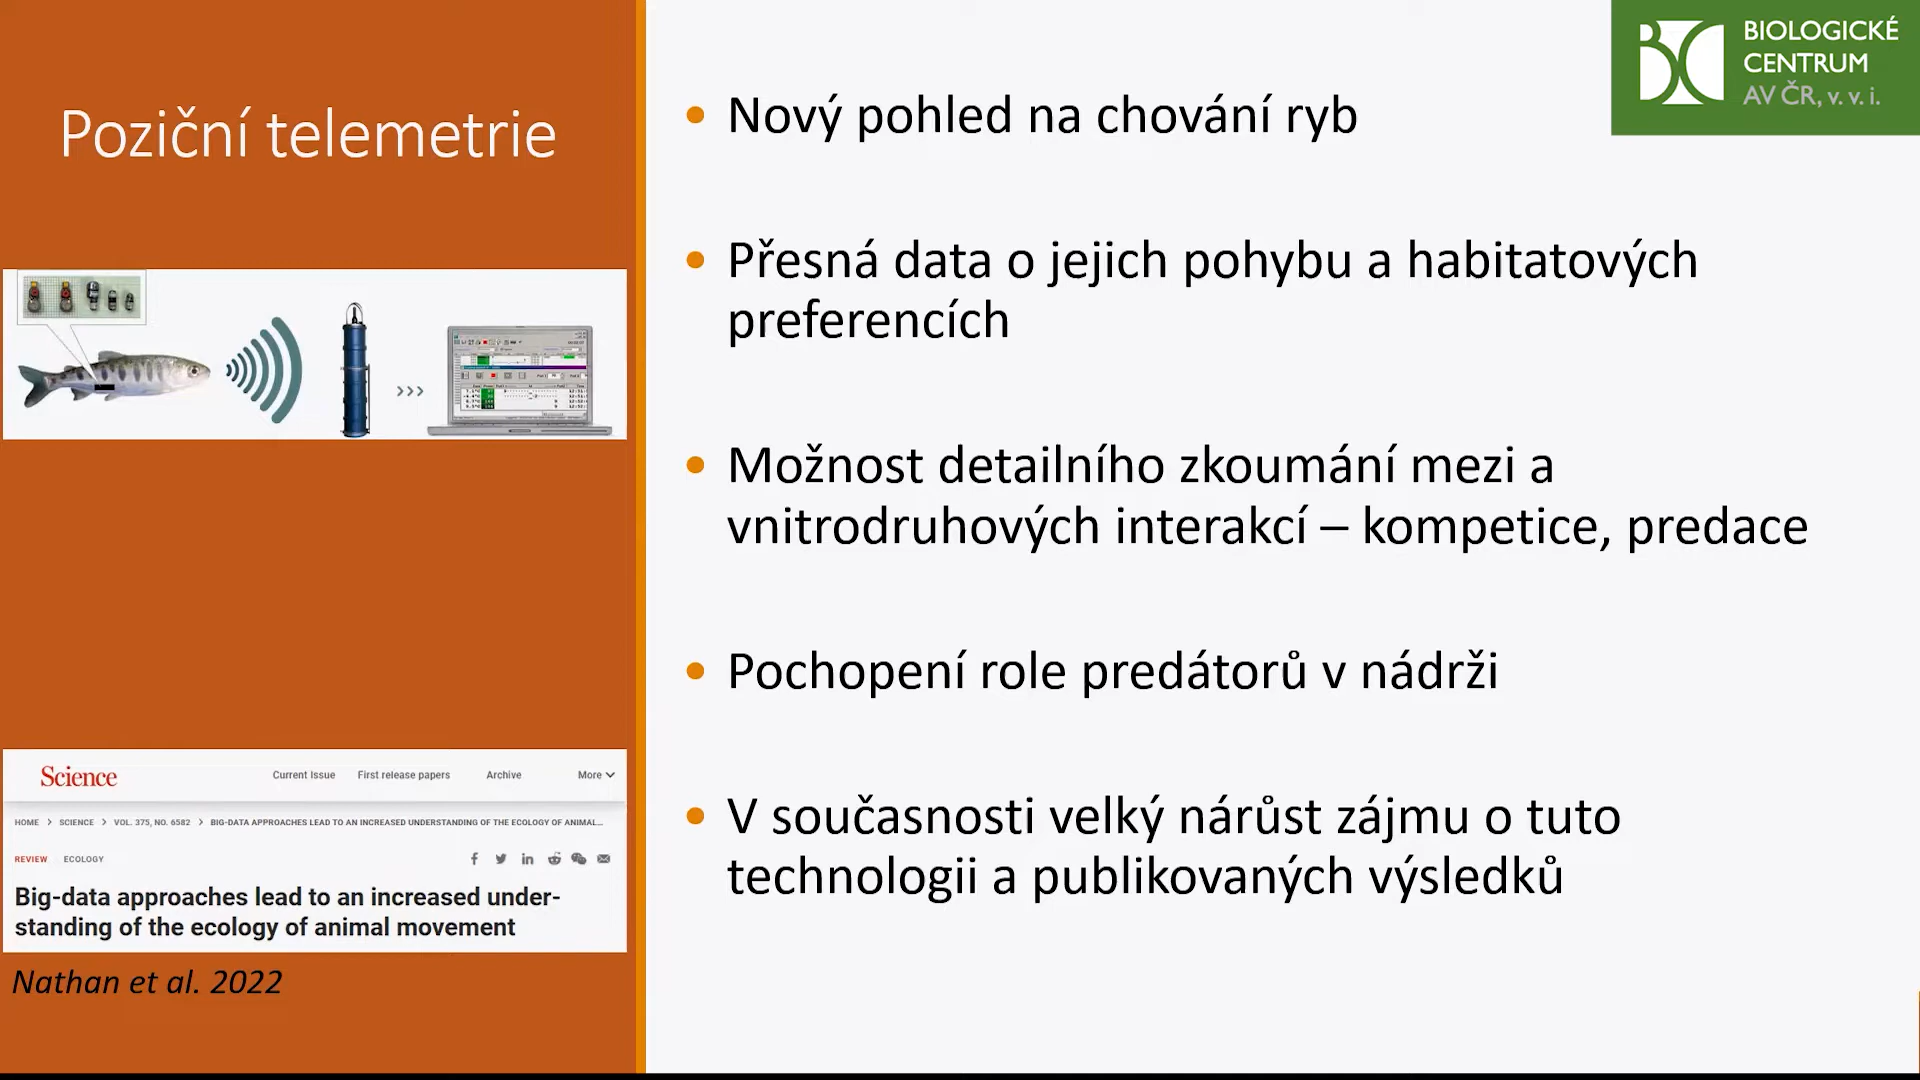 Poziční telemetrie
BIOLOGICKÉ
CENTRUM
AV ČR, v. v. i.
• Nový pohled na chování ryb
• Přesná data o jejich pohybu a habitatových
preferencích
• Možnost detailního zkoumání mezi a
vnitrodruhových interakcí – kompetice, predace
• Pochopení role predátorů v nádrži
• V současnosti velký nárůst zájmu o tuto
technologii a publikovaných výsledků
Science
Current Issue First release papers Archive More
HOME > SCIENCE > VOL. 375, NO. 6582 > BIG-DATA APPROACHES LEAD TO AN INCREASED UNDERSTANDING OF THE ECOLOGY OF ANIMAL...
REVIEW ECOLOGY
Big-data approaches lead to an increased under-
standing of the ecology of animal movement
Nathan et al. 2022